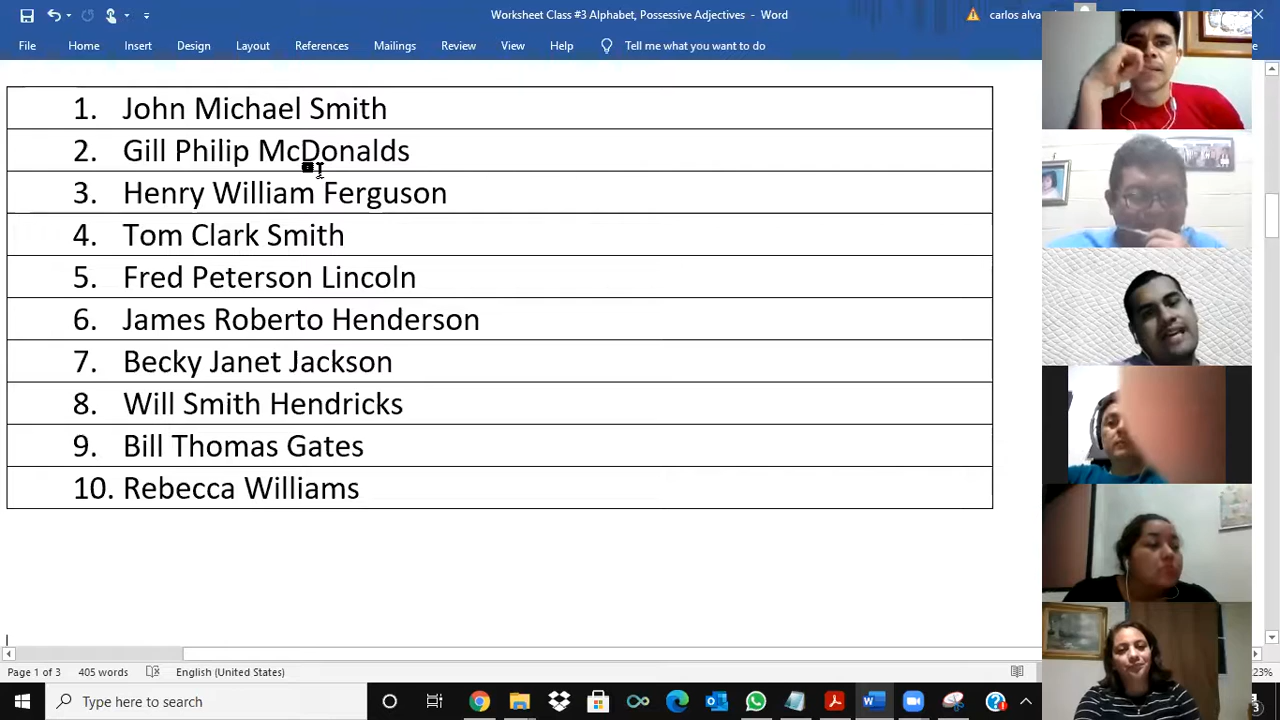 Worksheet Class #3 Alphabet, Possessive Adjectives - Word
carlos alva
File Home Insert Design Layout References Mailings Review View Help Tell me what you want to do
1. John Michael Smith
2. Gill Philip McDonalds
3. Henry William Ferguson
4. Tom Clark Smith
5. Fred Peterson Lincoln
6. James Roberto Henderson
7. Becky Janet Jackson
8. Will Smith Hendricks
9. Bill Thomas Gates
10. Rebecca Williams
Page 1 of 3 405 words English (United States)
Type here to search